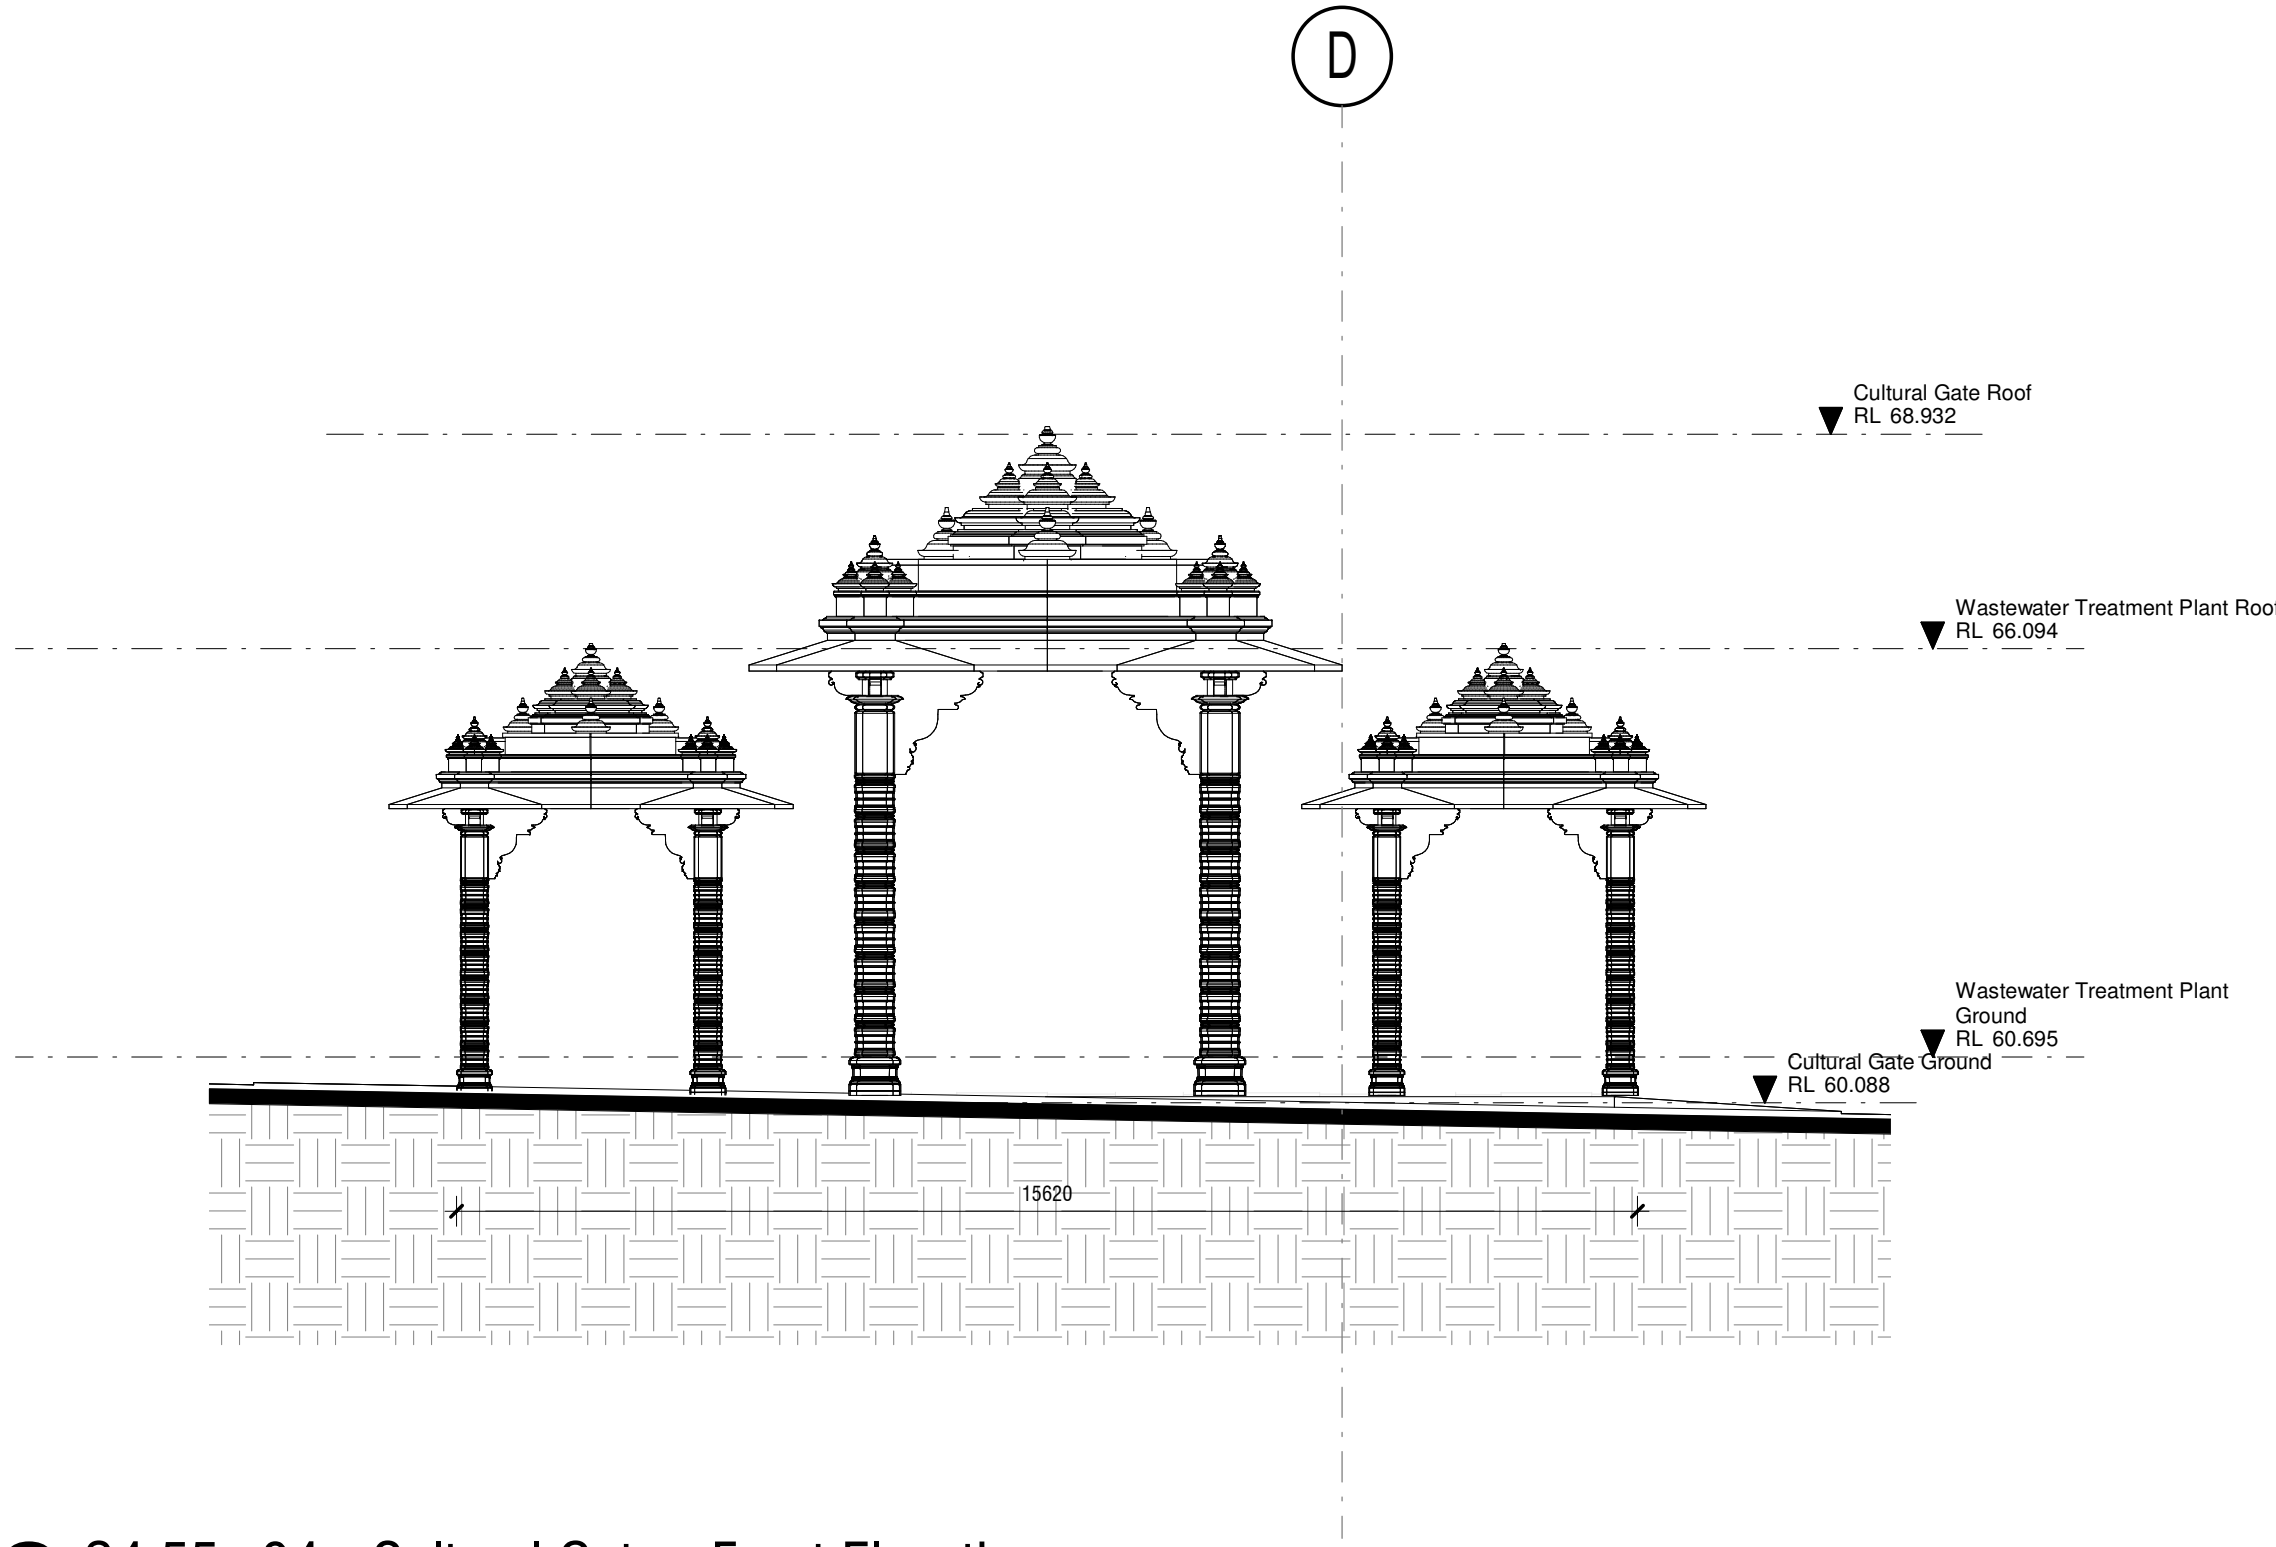 D
Cultural Gate Roof
RL 68.932
Wastewater Treatment Plant Roof
RL 66.094
Wastewater Treatment Plant
Ground
RL 60.695
Cultural Gate Ground
RL 60.088
15620